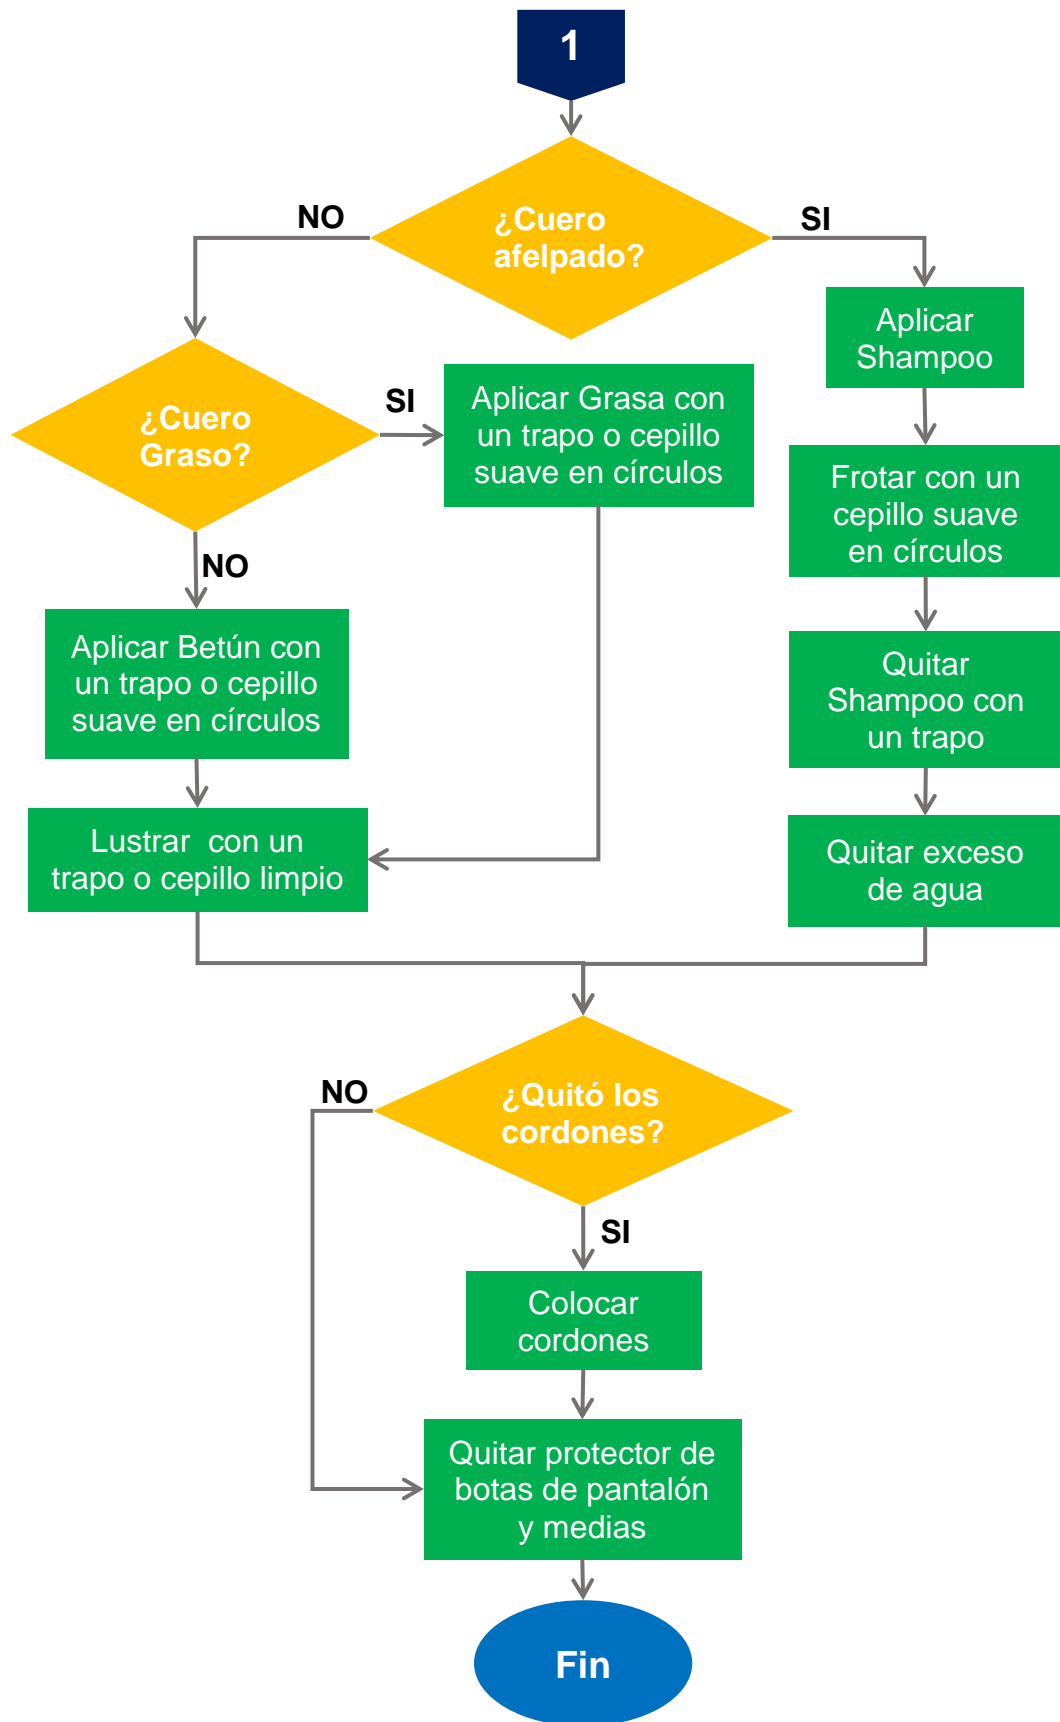 1
¿Cuero
afelpado?
NO
SI
Aplicar
Shampoo
¿Cuero
Graso?
SI
Aplicar Grasa con
un trapo o cepillo
suave en círculos
Frotar con un
cepillo suave
en círculos
NO
Aplicar Betún con
un trapo o cepillo
suave en círculos
Quitar
Shampoo con
un trapo
Lustrar con un
trapo o cepillo limpio
Quitar exceso
de agua
¿Quitó los
cordones?
NO
SI
Colocar
cordones
Quitar protector de
botas de pantalón
y medias
Fin